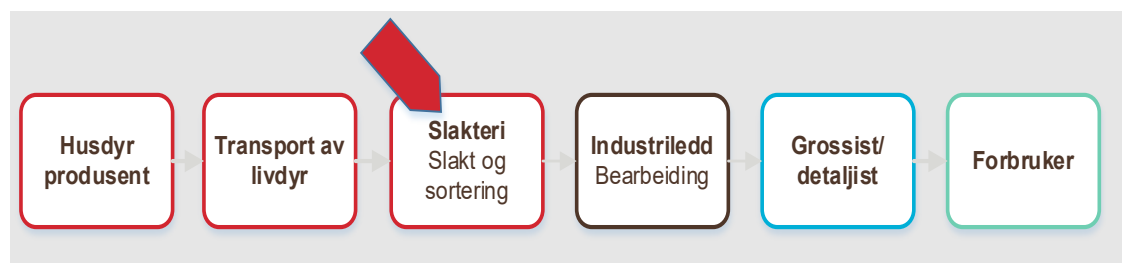 Husdyr
produsent
Transport av
livdyr
Slakteri
Slakt og
sortering
Industriledd
Bearbeiding
Grossist/
detaljist
Forbruker